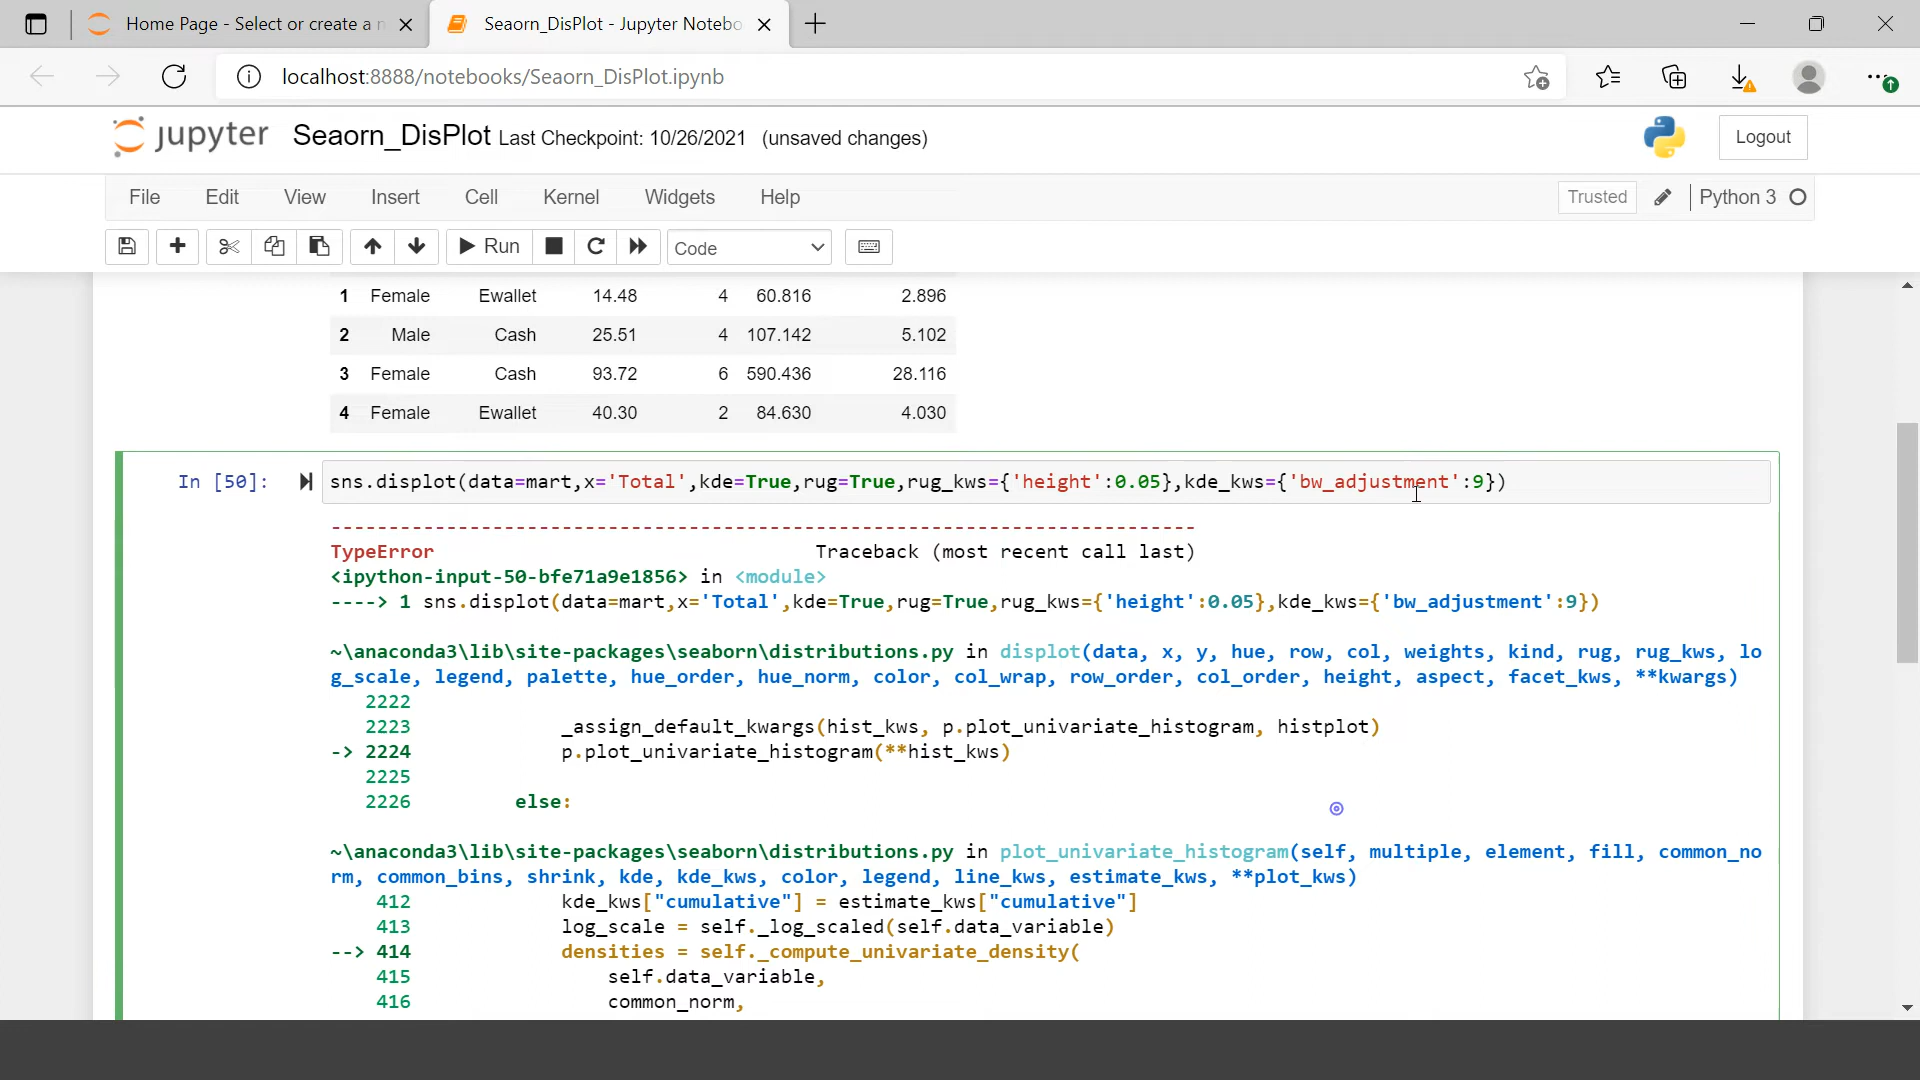 Home Page - Select or create a n
Seaorn_DisPlot - Jupyter Notebo
localhost:8888/notebooks/Seaorn_DisPlot.ipynb
jupyter Seaorn_DisPlot Last Checkpoint: 10/26/2021 (unsaved changes)
Logout
File Edit View Insert Cell Kernel Widgets Help
Trusted Python 3
Run Code
1 Female Ewallet 14.48 4 60.816 2.896
2 Male Cash 25.51 4 107.142 5.102
3 Female Cash 93.72 6 590.436 28.116
4 Female Ewallet 40.30 2 84.630 4.030
In [50]: sns.displot(data=mart,x='Total',kde=True,rug=True,rug_kws={'height':0.05},kde_kws={'bw_adjustment':9})
---------------------------------------------------------------------------
TypeError Traceback (most recent call last)
<ipython-input-50-bfe71a9e1856> in <module>
----> 1 sns.displot(data=mart,x='Total',kde=True,rug=True,rug_kws={'height':0.05},kde_kws={'bw_adjustment':9})
~\anaconda3\lib\site-packages\seaborn\distributions.py in displot(data, x, y, hue, row, col, weights, kind, rug, rug_kws, lo
g_scale, legend, palette, hue_order, hue_norm, color, col_wrap, row_order, col_order, height, aspect, facet_kws, **kwargs)
2222
2223 _assign_default_kwargs(hist_kws, p.plot_univariate_histogram, histplot)
-> 2224 p.plot_univariate_histogram(**hist_kws)
2225
2226 else:
~\anaconda3\lib\site-packages\seaborn\distributions.py in plot_univariate_histogram(self, multiple, element, fill, common_no
rm, common_bins, shrink, kde, kde_kws, color, legend, line_kws, estimate_kws, **plot_kws)
412 kde_kws["cumulative"] = estimate_kws["cumulative"]
413 log_scale = self._log_scaled(self.data_variable)
--> 414 densities = self._compute_univariate_density(
415 self.data_variable,
416 common_norm,